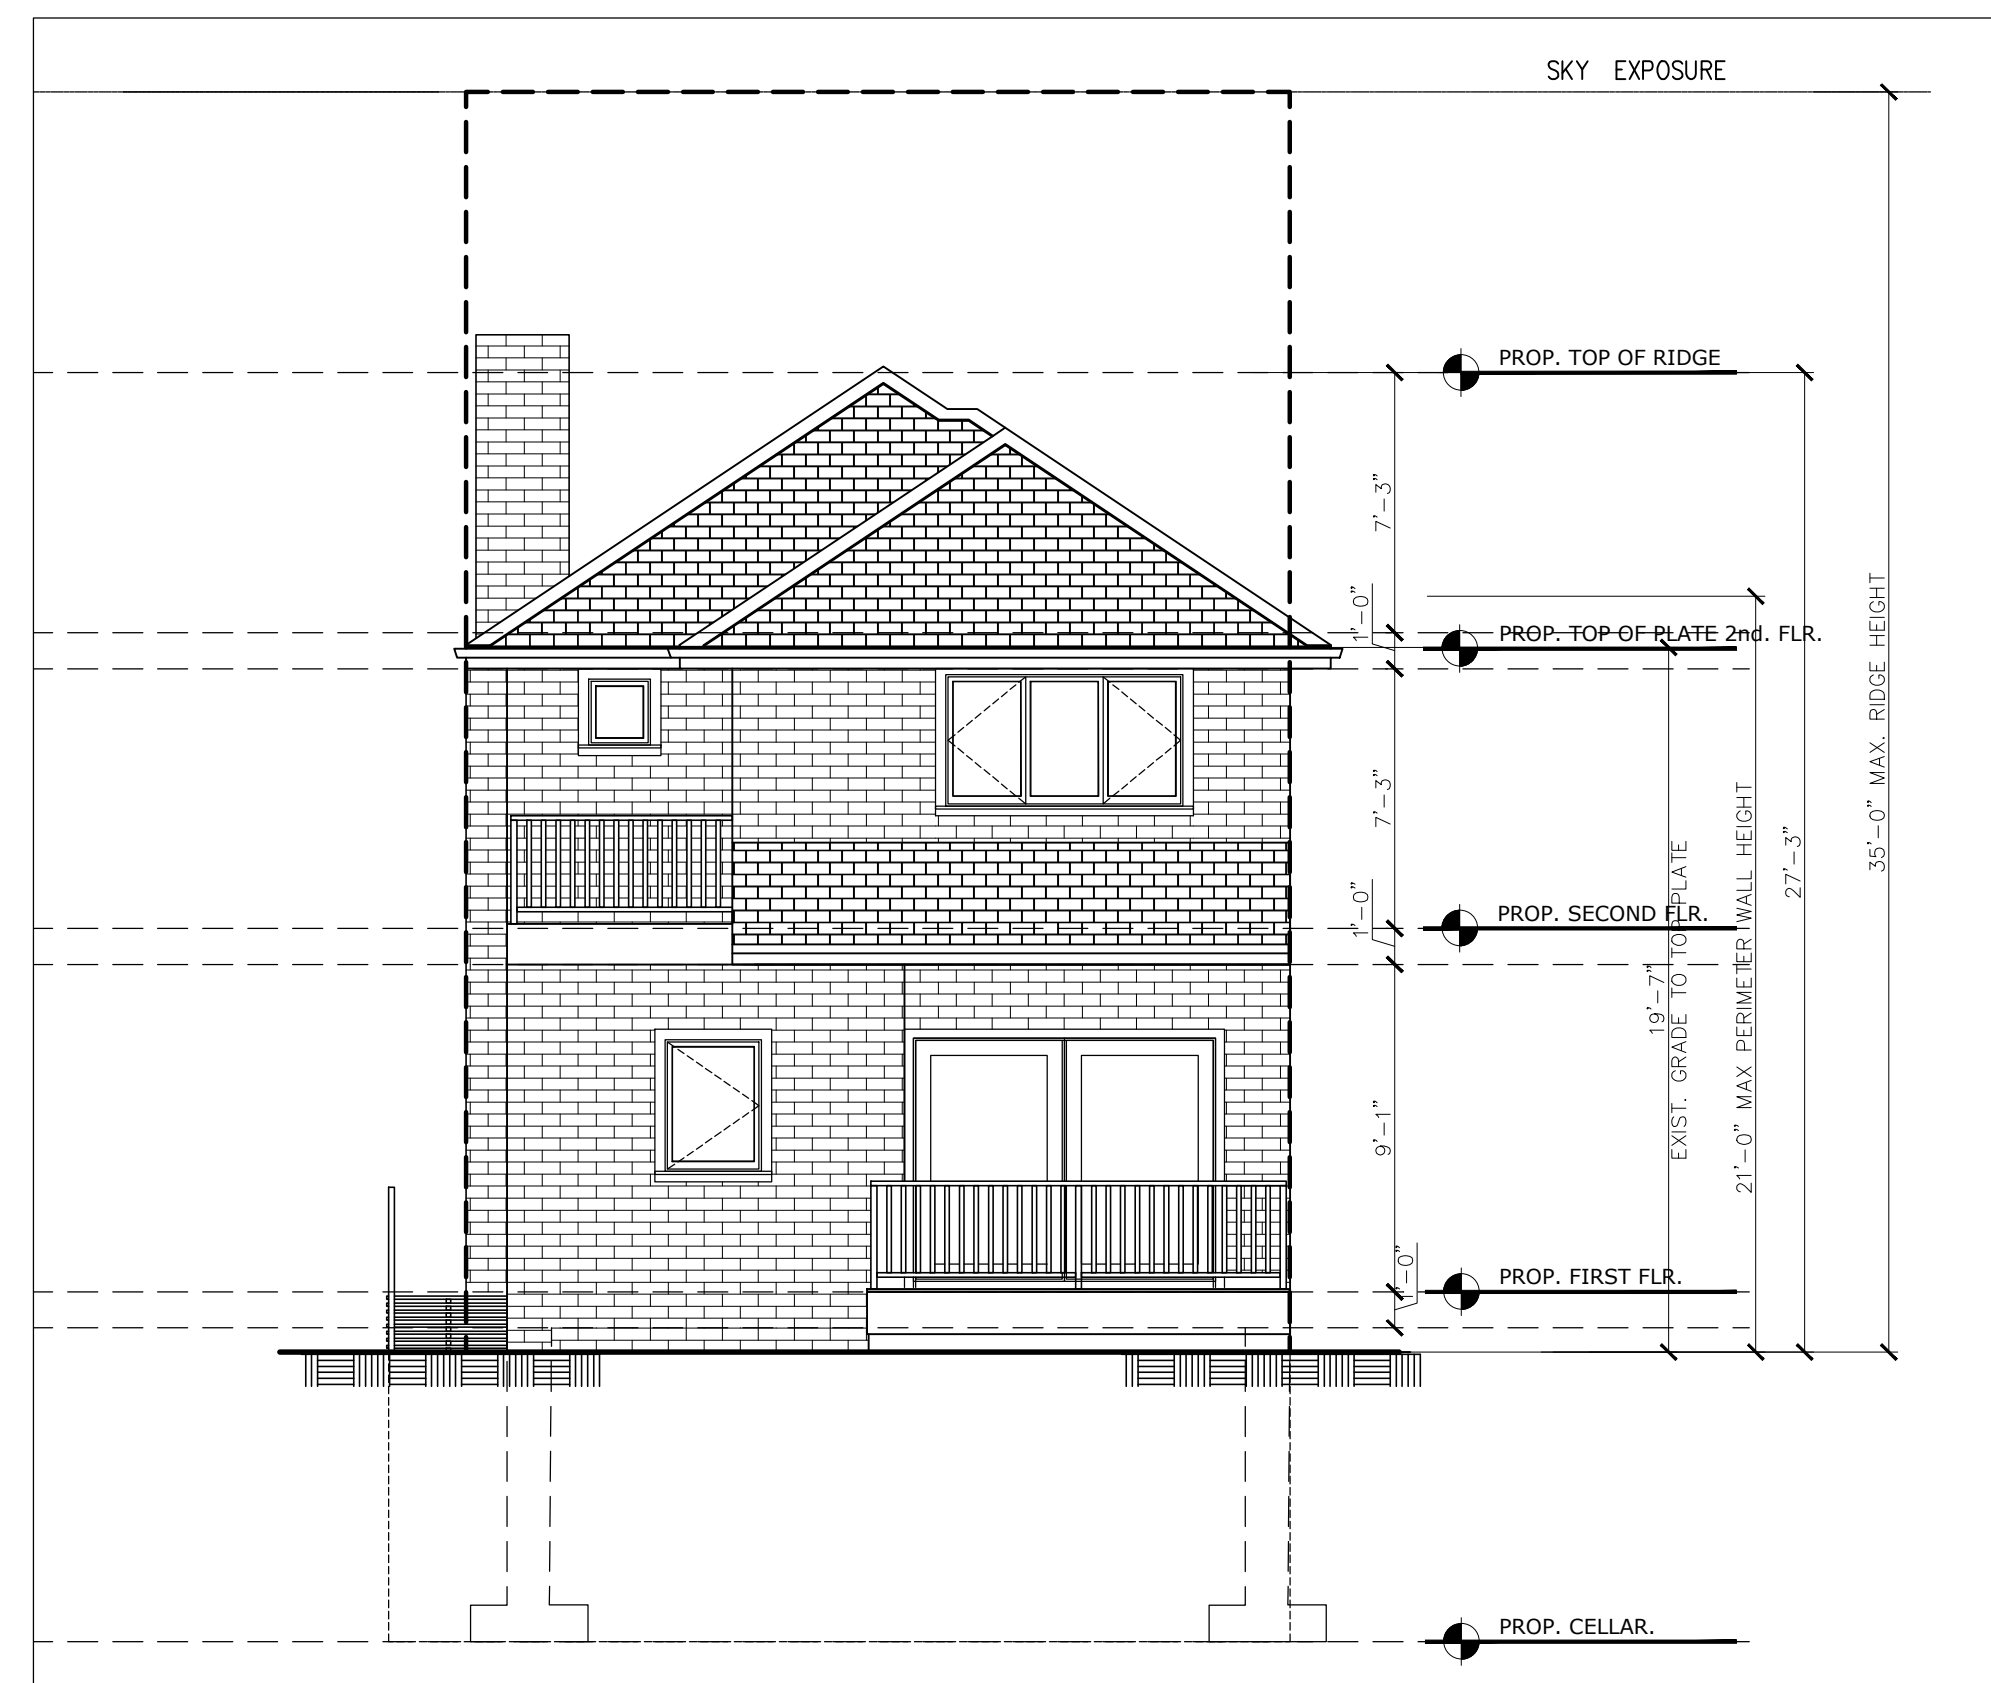 SKY EXPOSURE
PROP. TOP OF RIDGE
7'-3"
1'-0"
PROP. TOP OF PLATE 2nd. FLR.
7'-3"
1'-0"
PROP. SECOND FLR.
9'-1"
1'-0"
PROP. FIRST FLR.
19'-7"
EXIST. GRADE TO TOP PLATE
21'-0" MAX PERIMETER WALL HEIGHT
27'-3"
35'-0" MAX. RIDGE HEIGHT
PROP. CELLAR.